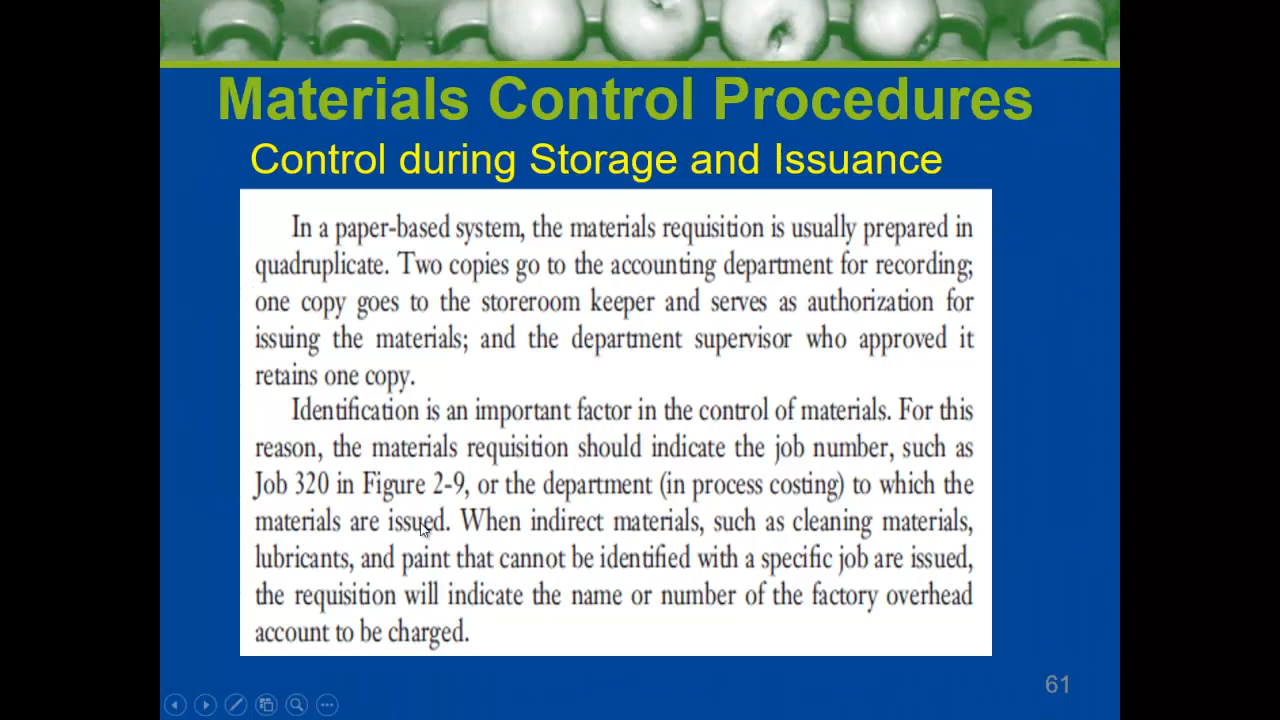 Materials Control Procedures
Control during Storage and Issuance
In a paper-based system, the materials requisition is usually prepared in
quadruplicate. Two copies go to the accounting department for recording;
one copy goes to the storeroom keeper and serves as authorization for
issuing the materials; and the department supervisor who approved it
retains one copy.
Identification is an important factor in the control of materials. For this
reason, the materials requisition should indicate the job number, such as
Job 320 in Figure 2-9, or the department (in process costing) to which the
materials are issued. When indirect materials, such as cleaning materials,
lubricants, and paint that cannot be identified with a specific job are issued,
the requisition will indicate the name or number of the factory overhead
account to be charged.
61